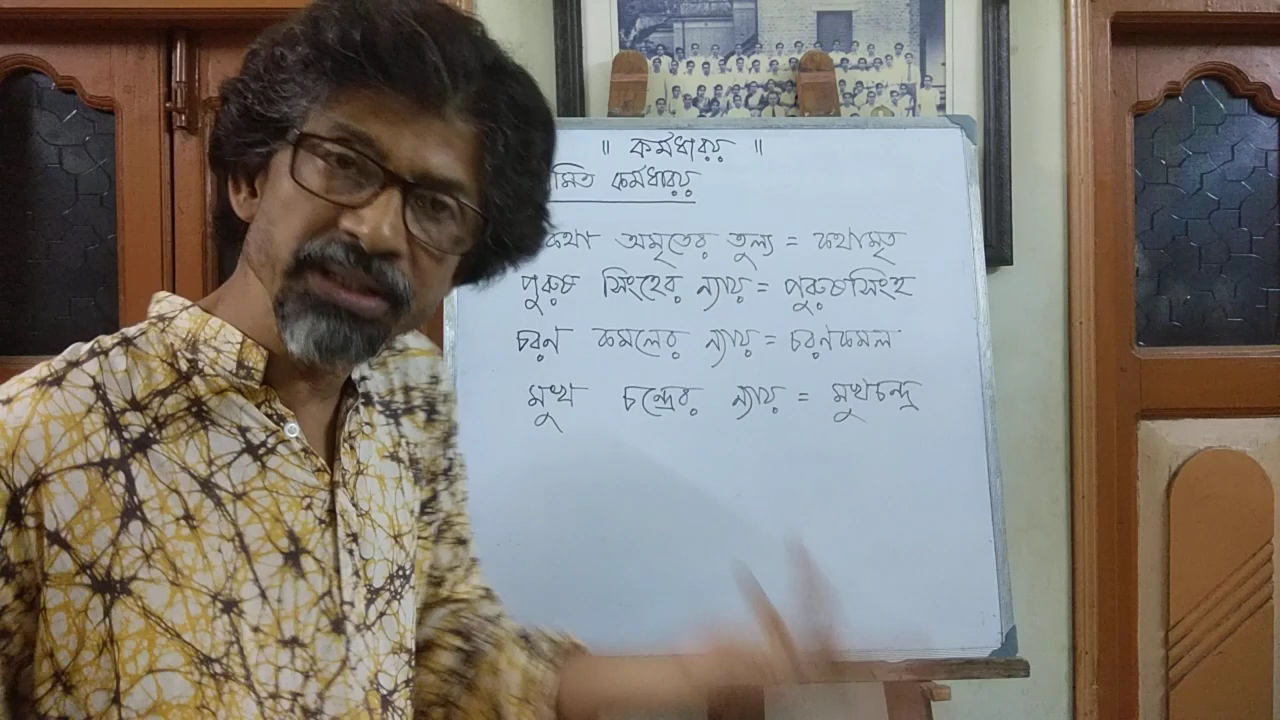 ॥ কর্মধারয় ॥
মিত কর্মধারয়
কথা অমৃতের তুল্য = কথামৃত
পুরুষ সিংহের ন্যায় = পুরুষসিংহ
চরণ কমলের ন্যায় = চরণকমল
মুখ চন্দ্রের ন্যায় = মুখচন্দ্র